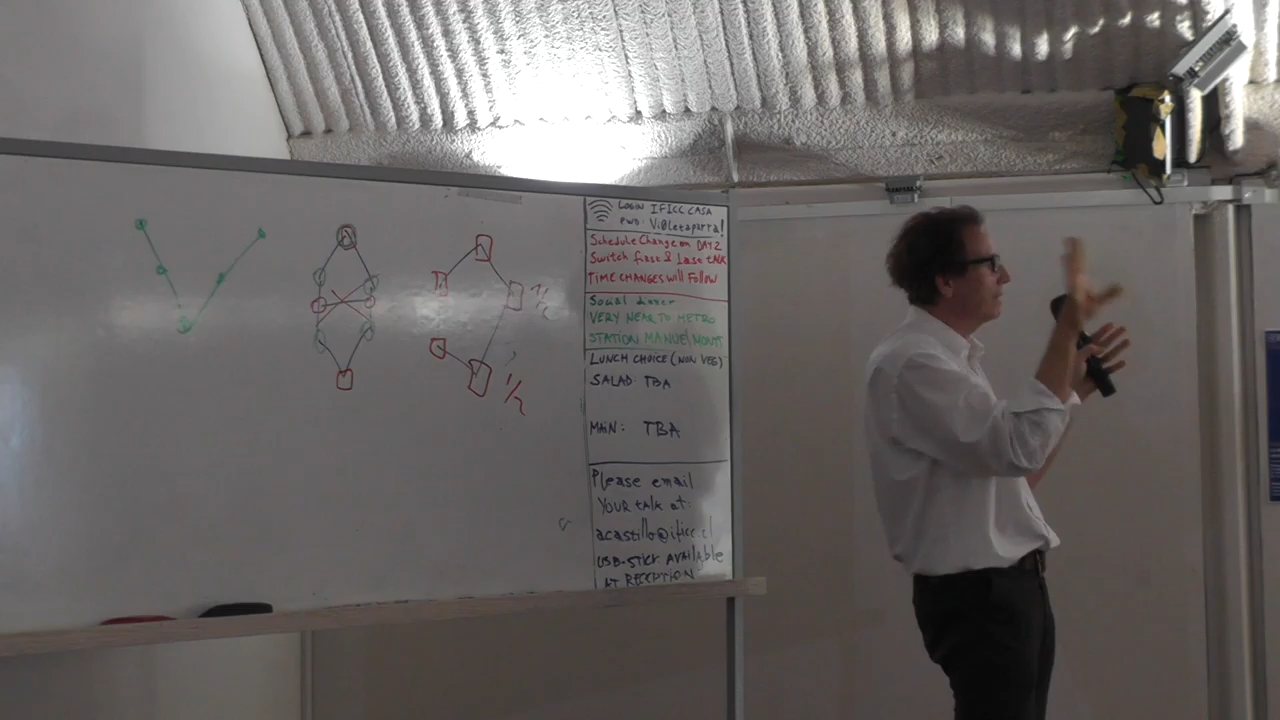 LOGIN IFICC CASA
PWD: Violetaparra!
Schedule Change on DAY 2
Switch first & Last talk
TIME CHANGES Will Follow
Social dinner
VERY NEAR TO METRO
STATION MANUEL MONTT
LUNCH CHOICE (NON VEG)
SALAD: TBA
MAIN: TBA
Please email
YOUR talk at:
acastillo@ificc.cl
USB-STICK AVAilable
AT RECEPTION
1/2
1/2